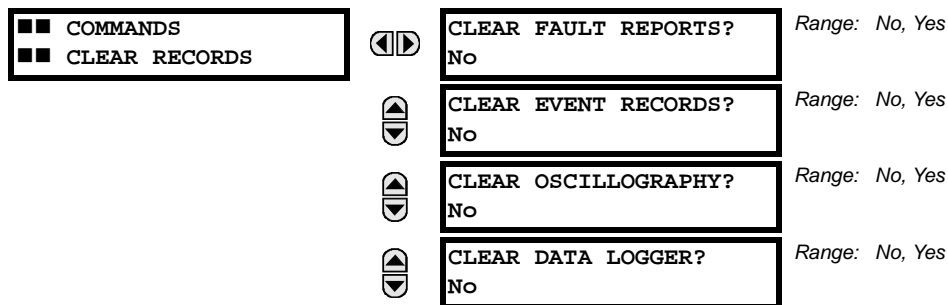 ■■ COMMANDS
■■ CLEAR RECORDS
CLEAR FAULT REPORTS?
No
Range: No, Yes
CLEAR EVENT RECORDS?
No
Range: No, Yes
CLEAR OSCILLOGRAPHY?
No
Range: No, Yes
CLEAR DATA LOGGER?
No
Range: No, Yes